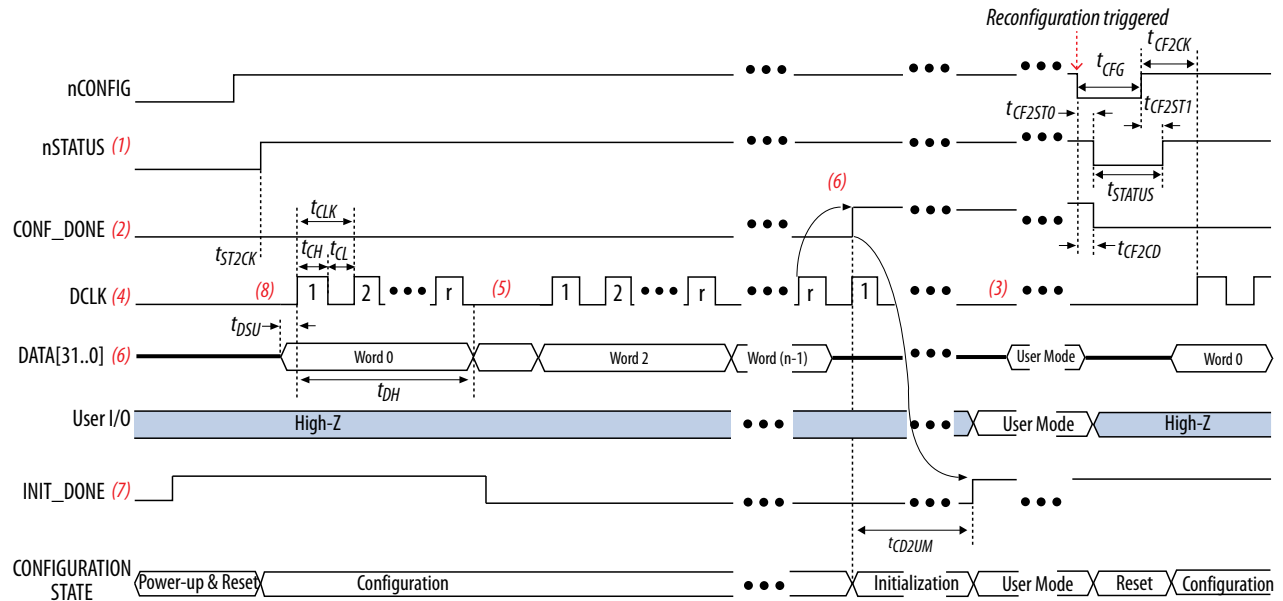 Reconfiguration triggered
tCF2CK
tCFG
nCONFIG
tCF2ST0
tCF2ST1
nSTATUS (1)
tSTATUS
(6)
tCLK
CONF_DONE (2)
tST2CK
tCH
tCL
tCF2CD
DCLK (4)
(8)
1
2
r
(5)
1
2
r
r
1
(3)
tDSU
DATA[31..0] (6)
Word 0
Word 2
Word (n-1)
User Mode
Word 0
tDH
User I/O
High-Z
User Mode
High-Z
INIT_DONE (7)
tCD2UM
CONFIGURATION
STATE
Power-up & Reset
Configuration
Initialization
User Mode
Reset
Configuration